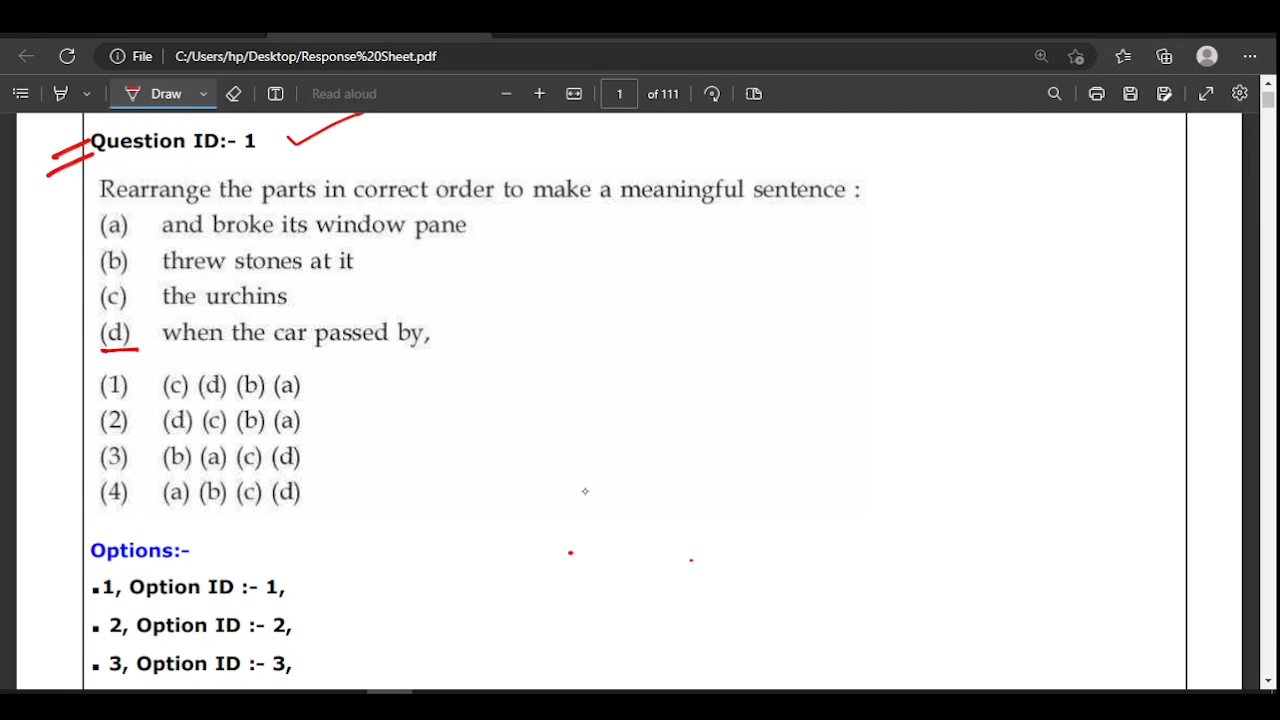 File C:/Users/hp/Desktop/Response%20Sheet.pdf
Draw Read aloud 1 of 111
Question ID:- 1
Rearrange the parts in correct order to make a meaningful sentence :
(a) and broke its window pane
(b) threw stones at it
(c) the urchins
(d) when the car passed by,
(1) (c) (d) (b) (a)
(2) (d) (c) (b) (a)
(3) (b) (a) (c) (d)
(4) (a) (b) (c) (d)
Options:-
1, Option ID :- 1,
2, Option ID :- 2,
3, Option ID :- 3,